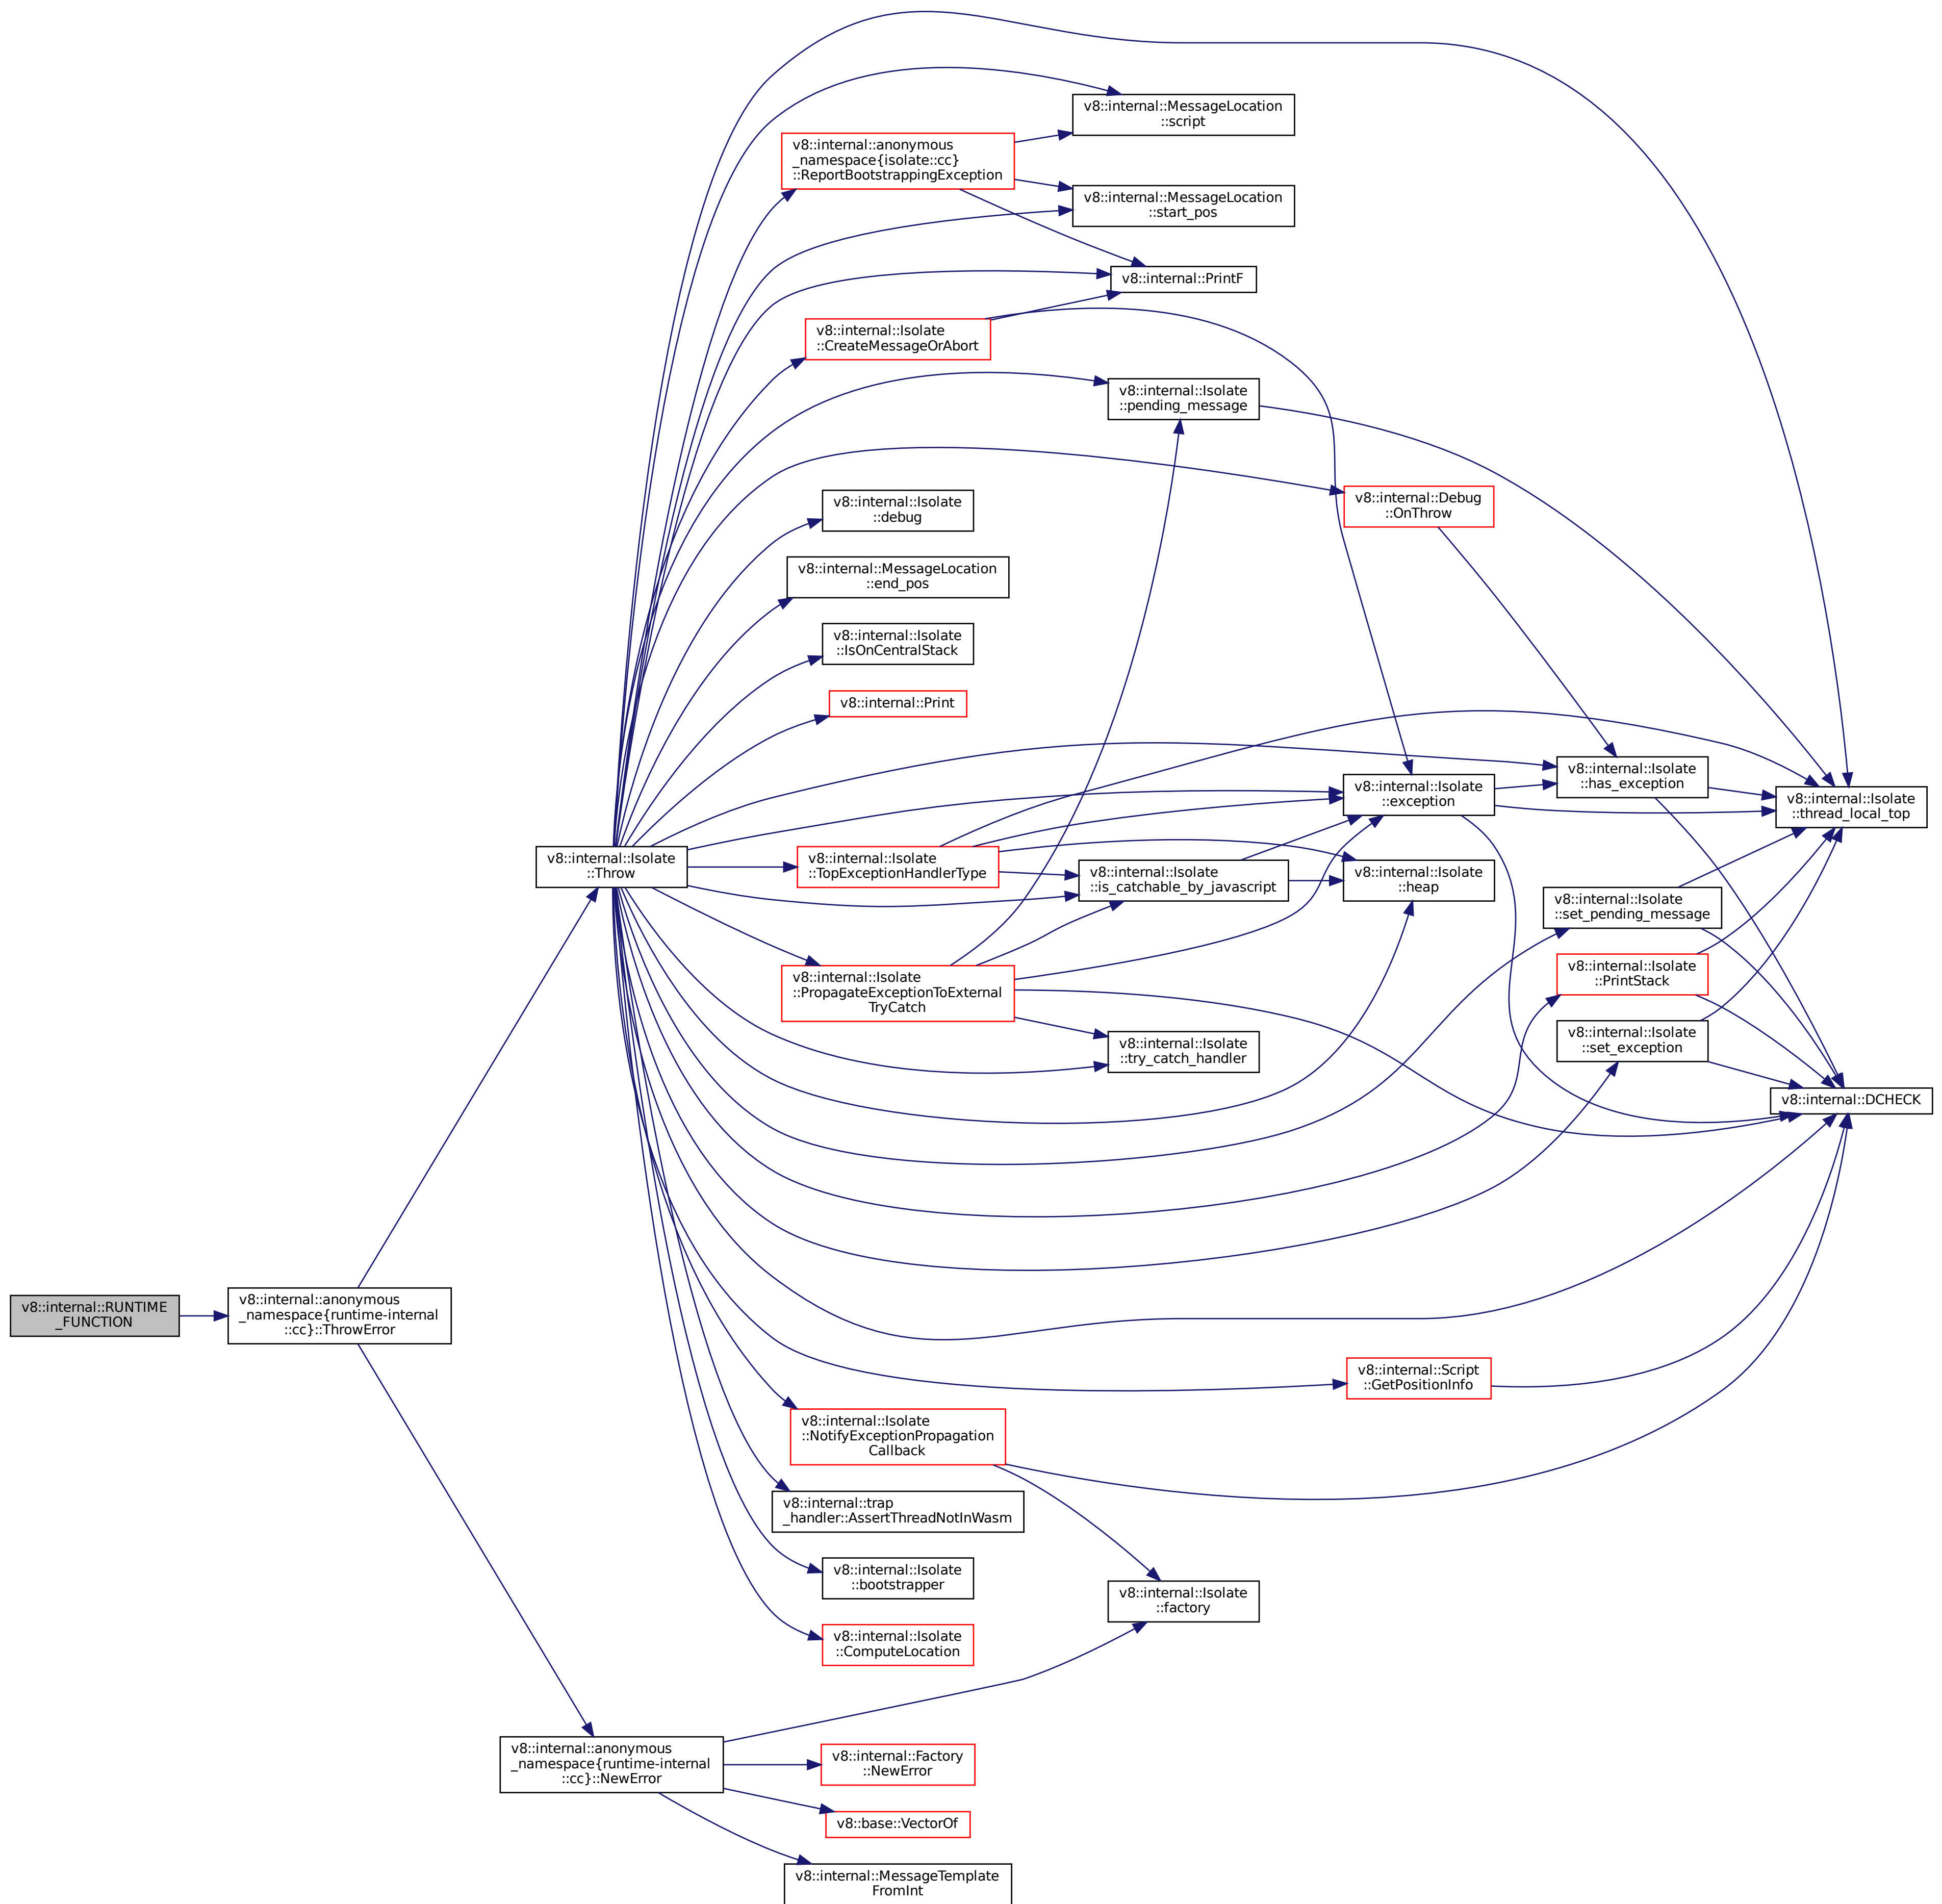 v8::internal::MessageLocation
::script
v8::internal::anonymous
_namespace{isolate::cc}
::ReportBootstrappingException
v8::internal::MessageLocation
::start_pos
v8::internal::PrintF
v8::internal::Isolate
::CreateMessageOrAbort
v8::internal::Isolate
::pending_message
v8::internal::Isolate
::debug
v8::internal::Debug
::OnThrow
v8::internal::MessageLocation
::end_pos
v8::internal::Isolate
::IsOnCentralStack
v8::internal::Print
v8::internal::Isolate
::has_exception
v8::internal::Isolate
::exception
v8::internal::Isolate
::thread_local_top
v8::internal::Isolate
::Throw
v8::internal::Isolate
::TopExceptionHandlerType
v8::internal::Isolate
::is_catchable_by_javascript
v8::internal::Isolate
::heap
v8::internal::Isolate
::set_pending_message
v8::internal::Isolate
::PropagateExceptionToExternal
TryCatch
v8::internal::Isolate
::PrintStack
v8::internal::Isolate
::try_catch_handler
v8::internal::Isolate
::set_exception
v8::internal::DCHECK
v8::internal::RUNTIME
_FUNCTION
v8::internal::anonymous
_namespace{runtime-internal
::cc}::ThrowError
v8::internal::Script
::GetPositionInfo
v8::internal::Isolate
::NotifyExceptionPropagation
Callback
v8::internal::trap
_handler::AssertThreadNotInWasm
v8::internal::Isolate
::bootstrapper
v8::internal::Isolate
::factory
v8::internal::Isolate
::ComputeLocation
v8::internal::anonymous
_namespace{runtime-internal
::cc}::NewError
v8::internal::Factory
::NewError
v8::base::VectorOf
v8::internal::MessageTemplate
FromInt